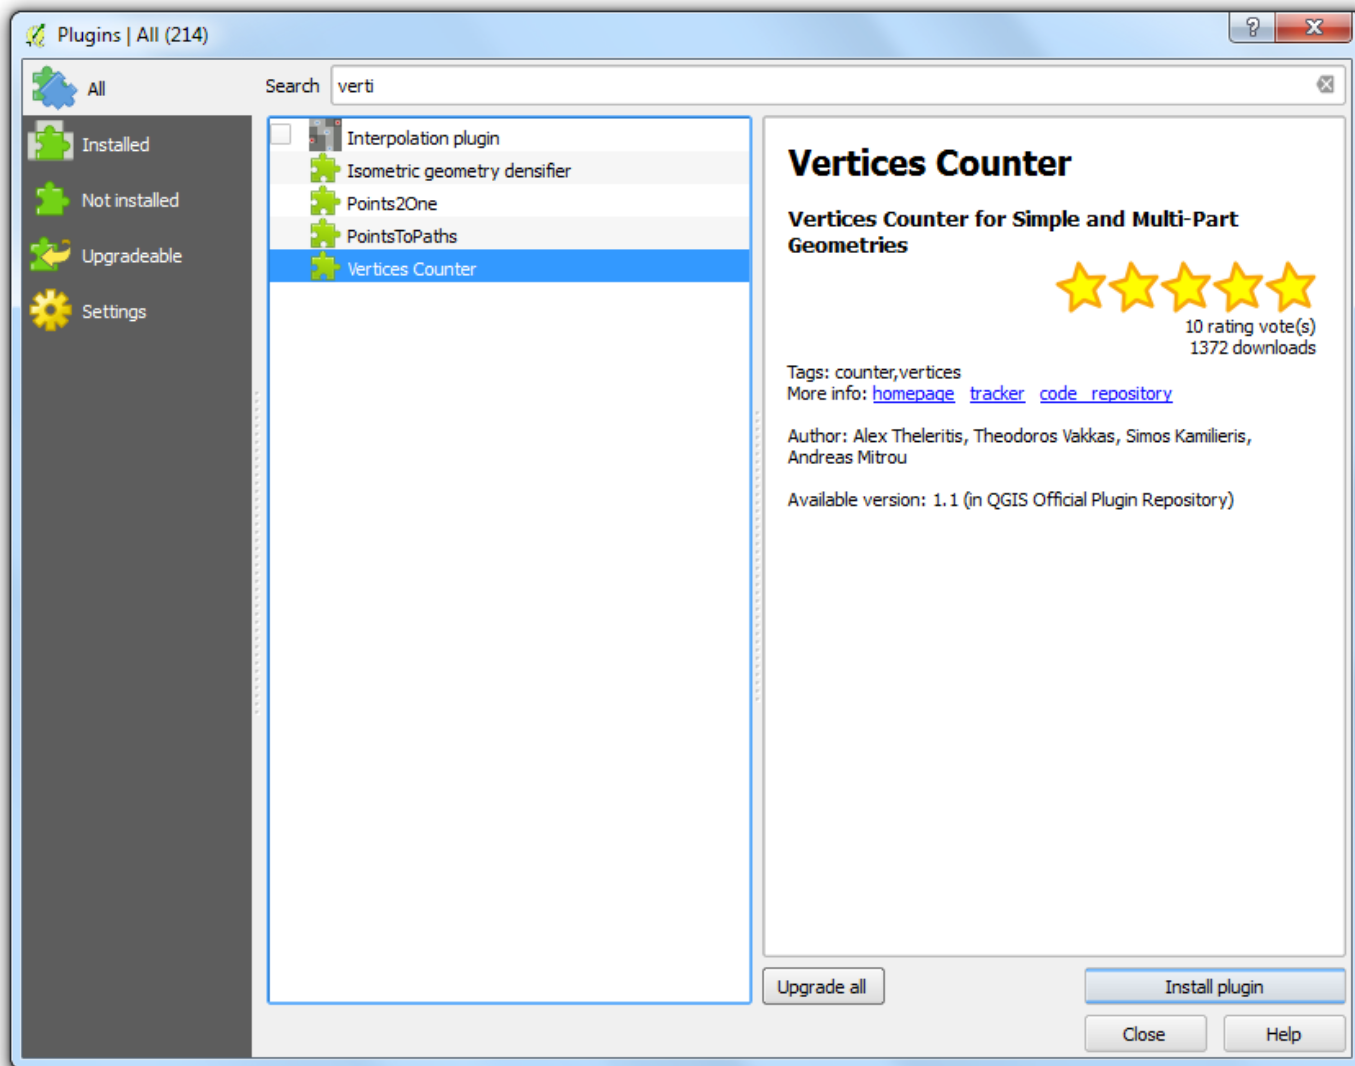 Plugins | All (214)
All
Search verti
Installed
Not installed
Upgradeable
Settings
Interpolation plugin
Isometric geometry densifier
Points2One
PointsToPaths
Vertices Counter
Vertices Counter
Vertices Counter for Simple and Multi-Part
Geometries
10 rating vote(s)
1372 downloads
Tags: counter,vertices
More info: homepage tracker code repository
Author: Alex Theleritis, Theodoros Vakkas, Simos Kamilieris,
Andreas Mitrou
Available version: 1.1 (in QGIS Official Plugin Repository)
Upgrade all
Install plugin
Close
Help